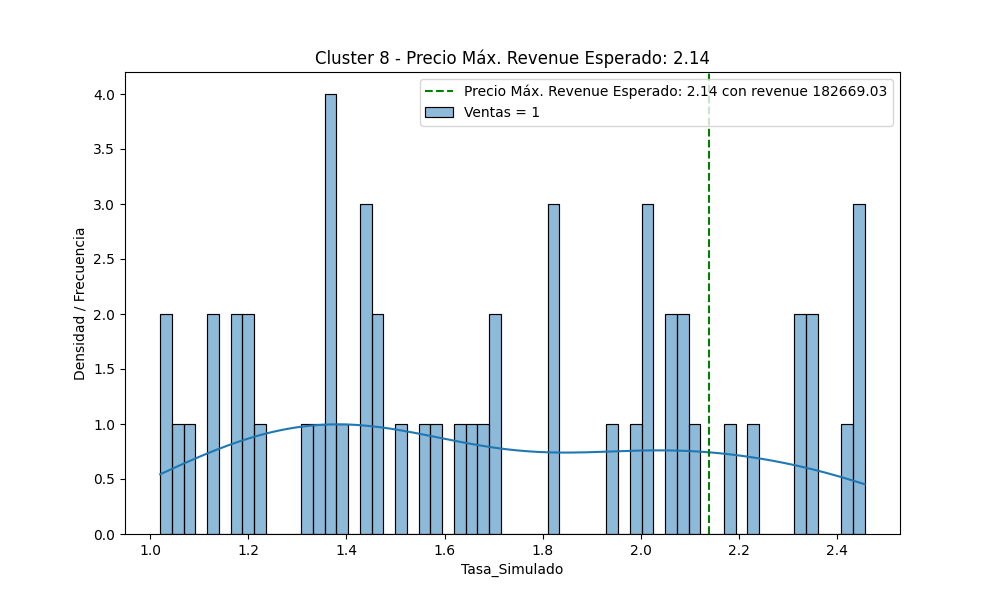 Cluster 8 - Precio Máx. Revenue Esperado: 2.14
Precio Máx. Revenue Esperado: 2.14 con revenue 182669.03
Ventas = 1
Densidad / Frecuencia
4.0
3.5
3.0
2.5
2.0
1.5
1.0
0.5
0.0
1.0 1.2 1.4 1.6 1.8 2.0 2.2 2.4
Tasa_Simulado